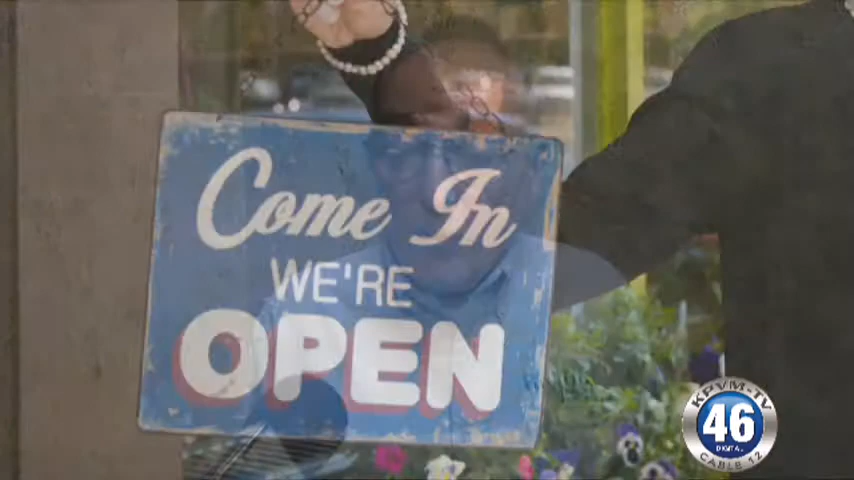 Come In
WE'RE
OPEN
KPVM-TV
46
DIGITAL
CABLE 12